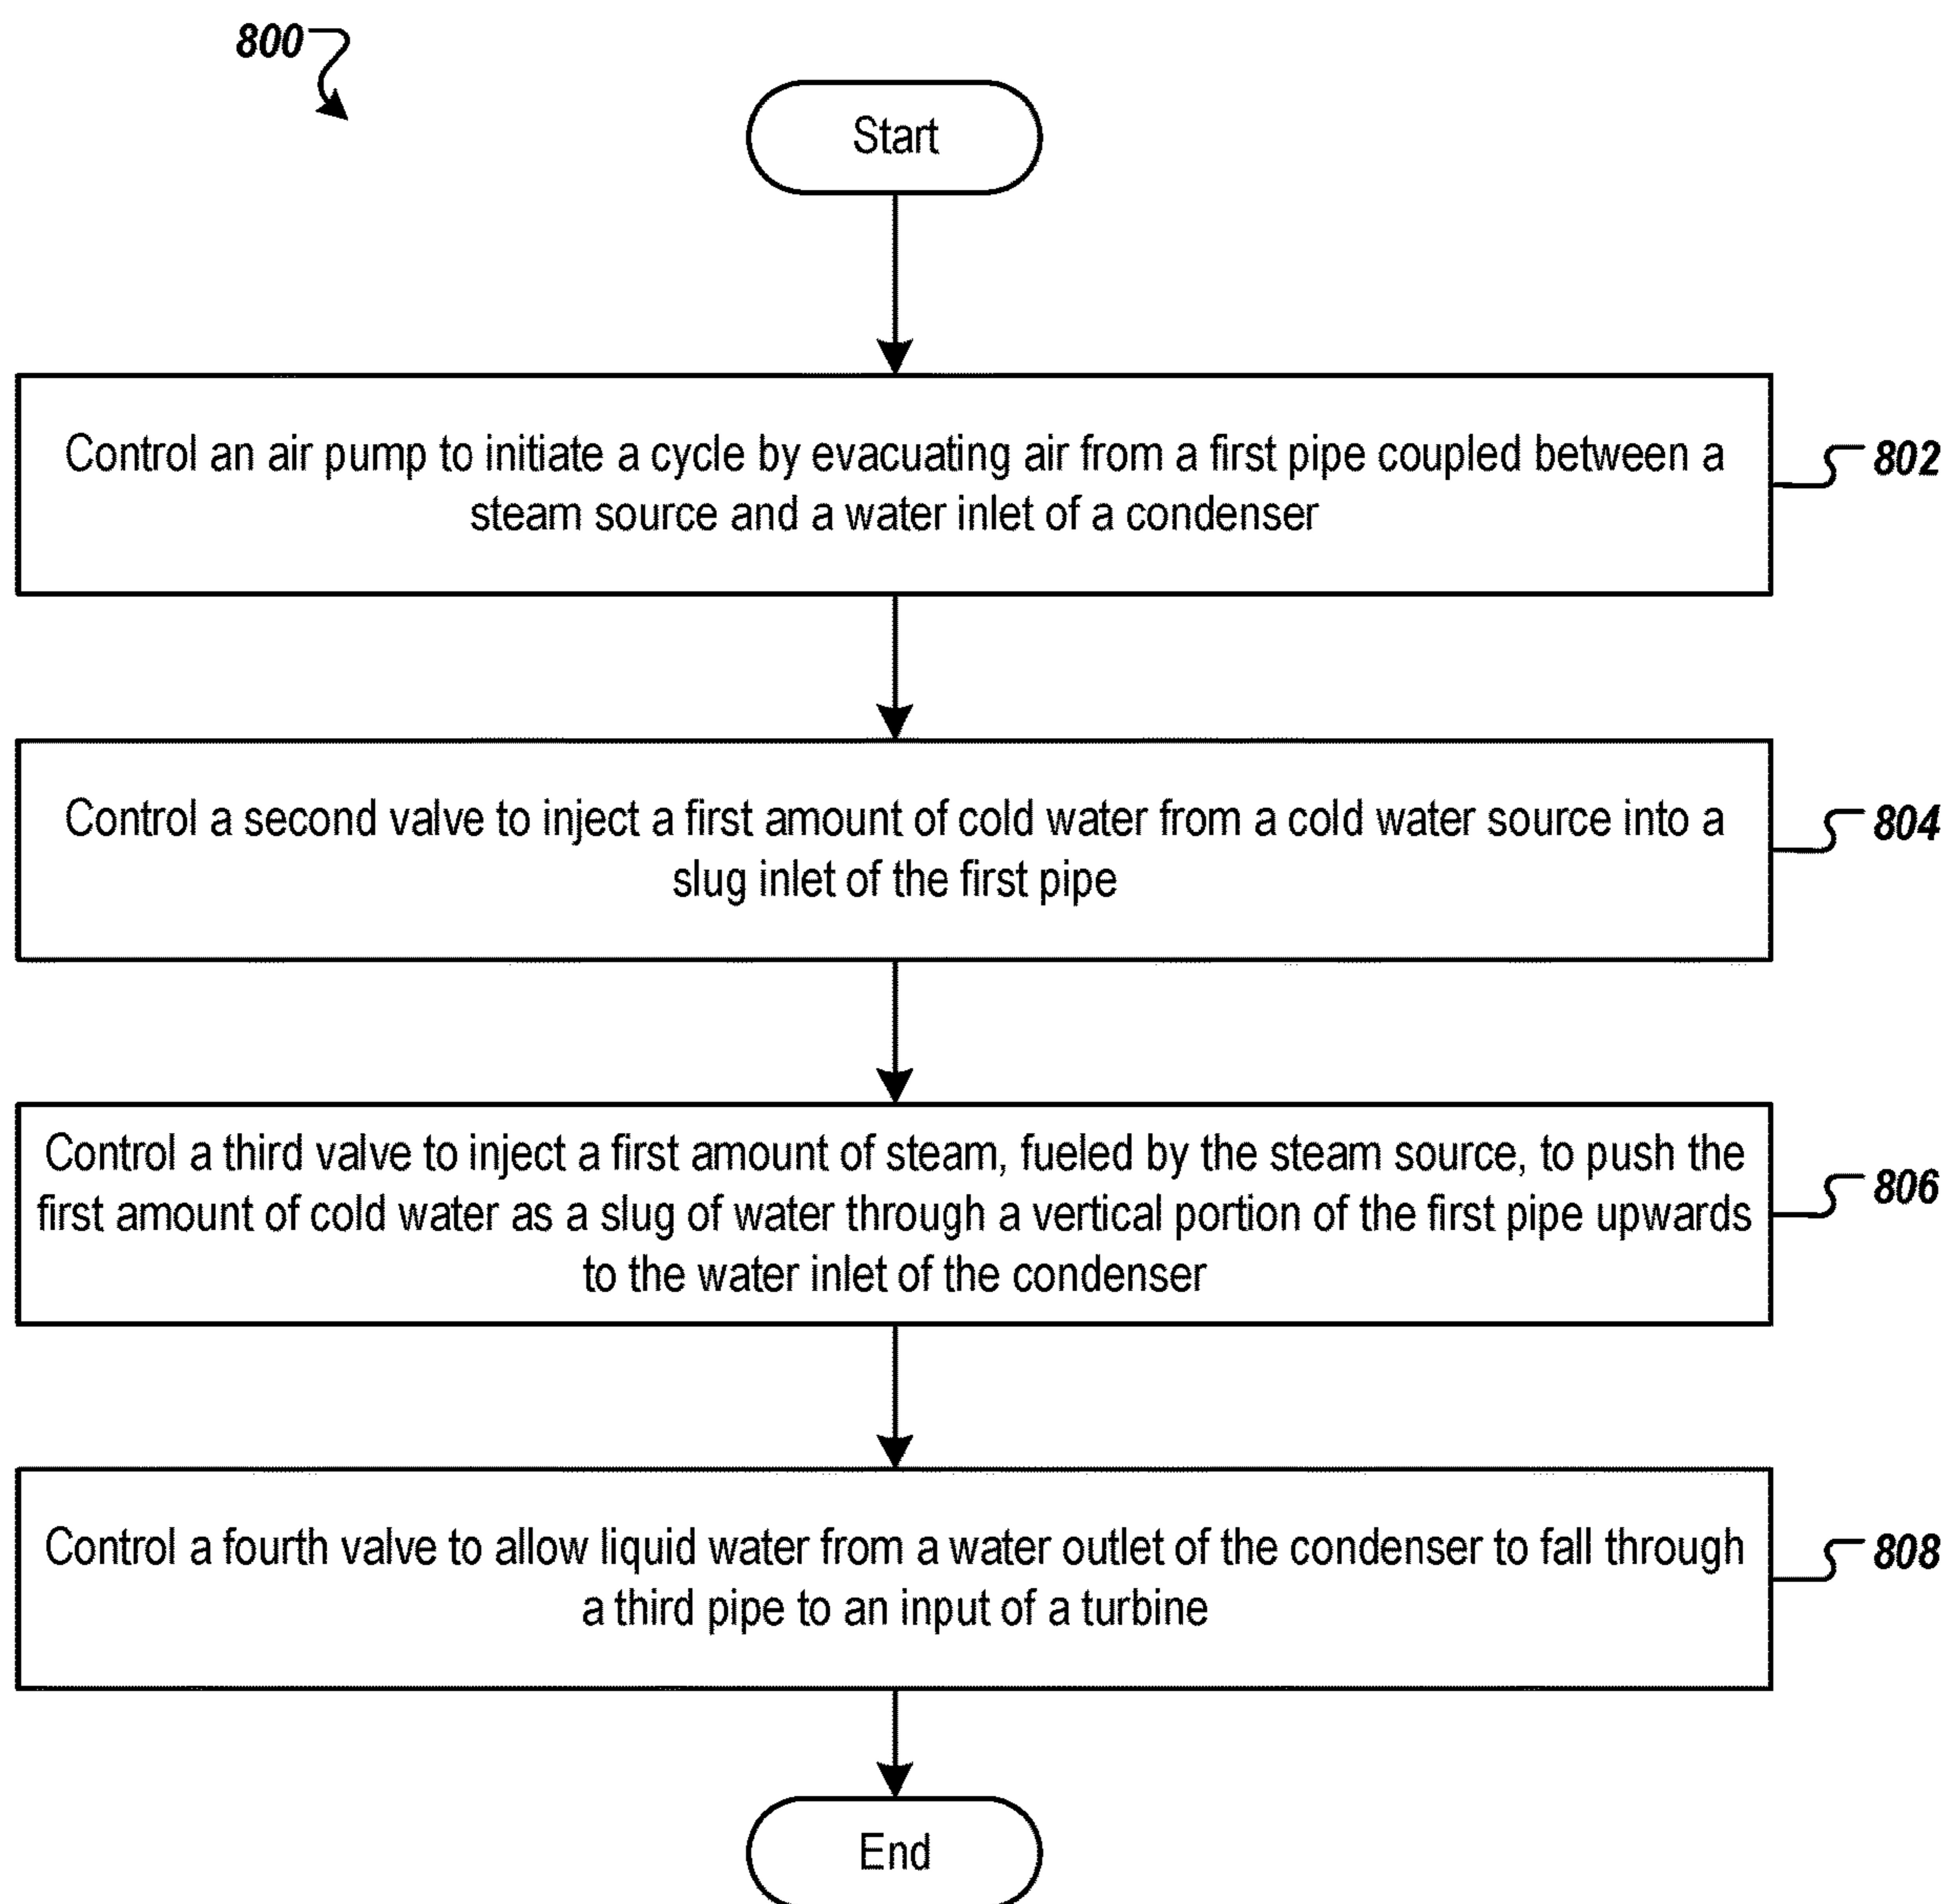 800
Start
Control an air pump to initiate a cycle by evacuating air from a first pipe coupled between a
steam source and a water inlet of a condenser
802
Control a second valve to inject a first amount of cold water from a cold water source into a
slug inlet of the first pipe
804
Control a third valve to inject a first amount of steam, fueled by the steam source, to push the
first amount of cold water as a slug of water through a vertical portion of the first pipe upwards
to the water inlet of the condenser
806
Control a fourth valve to allow liquid water from a water outlet of the condenser to fall through
a third pipe to an input of a turbine
808
End